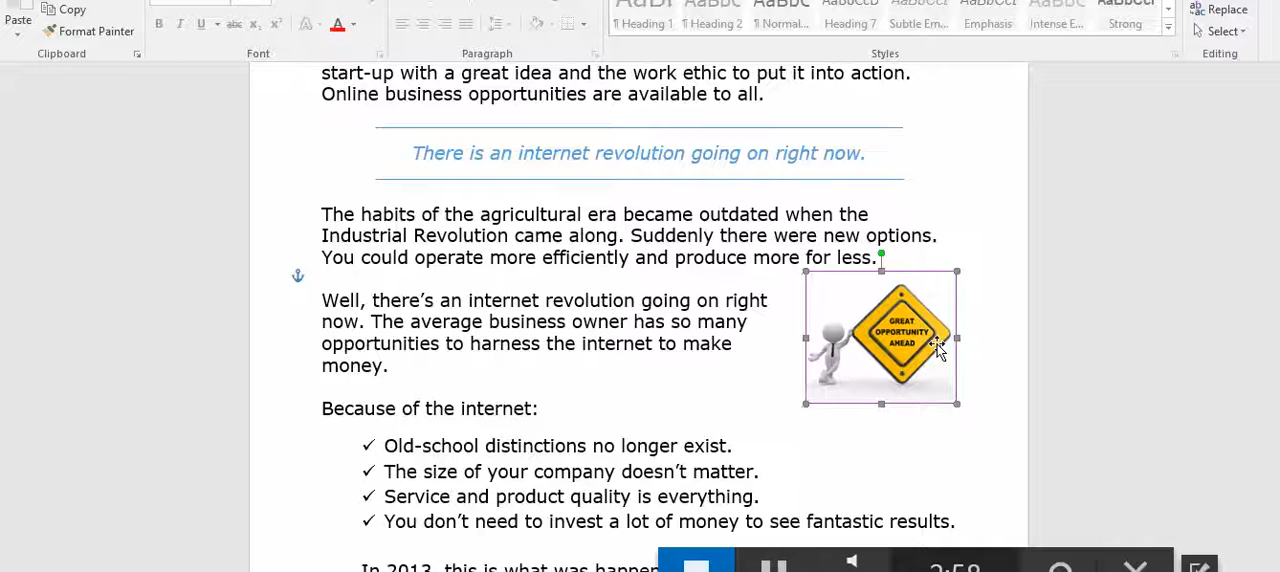 Copy
Replace
Paste
Format Painter
B I U abc A A
¶ Heading 1 ¶ Heading 2 ¶ Normal... Heading 7 Subtle Em... Emphasis Intense E... Strong
Select
Clipboard Font Paragraph Styles Editing
start-up with a great idea and the work ethic to put it into action.
Online business opportunities are available to all.
There is an internet revolution going on right now.
The habits of the agricultural era became outdated when the
Industrial Revolution came along. Suddenly there were new options.
You could operate more efficiently and produce more for less.
Well, there's an internet revolution going on right
now. The average business owner has so many
opportunities to harness the internet to make
money.
GREAT
OPPORTUNITY
AHEAD
Because of the internet:
✓ Old-school distinctions no longer exist.
✓ The size of your company doesn't matter.
✓ Service and product quality is everything.
✓ You don't need to invest a lot of money to see fantastic results.
In 2013, this is what was
2:58